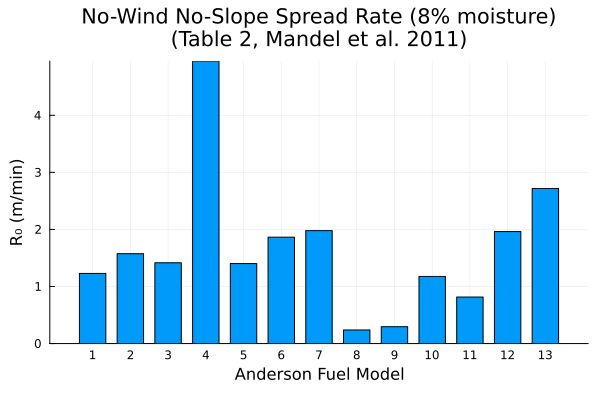 No-Wind No-Slope Spread Rate (8% moisture)
(Table 2, Mandel et al. 2011)
R₀ (m/min)
4
3
2
1
0
1 2 3 4 5 6 7 8 9 10 11 12 13
Anderson Fuel Model